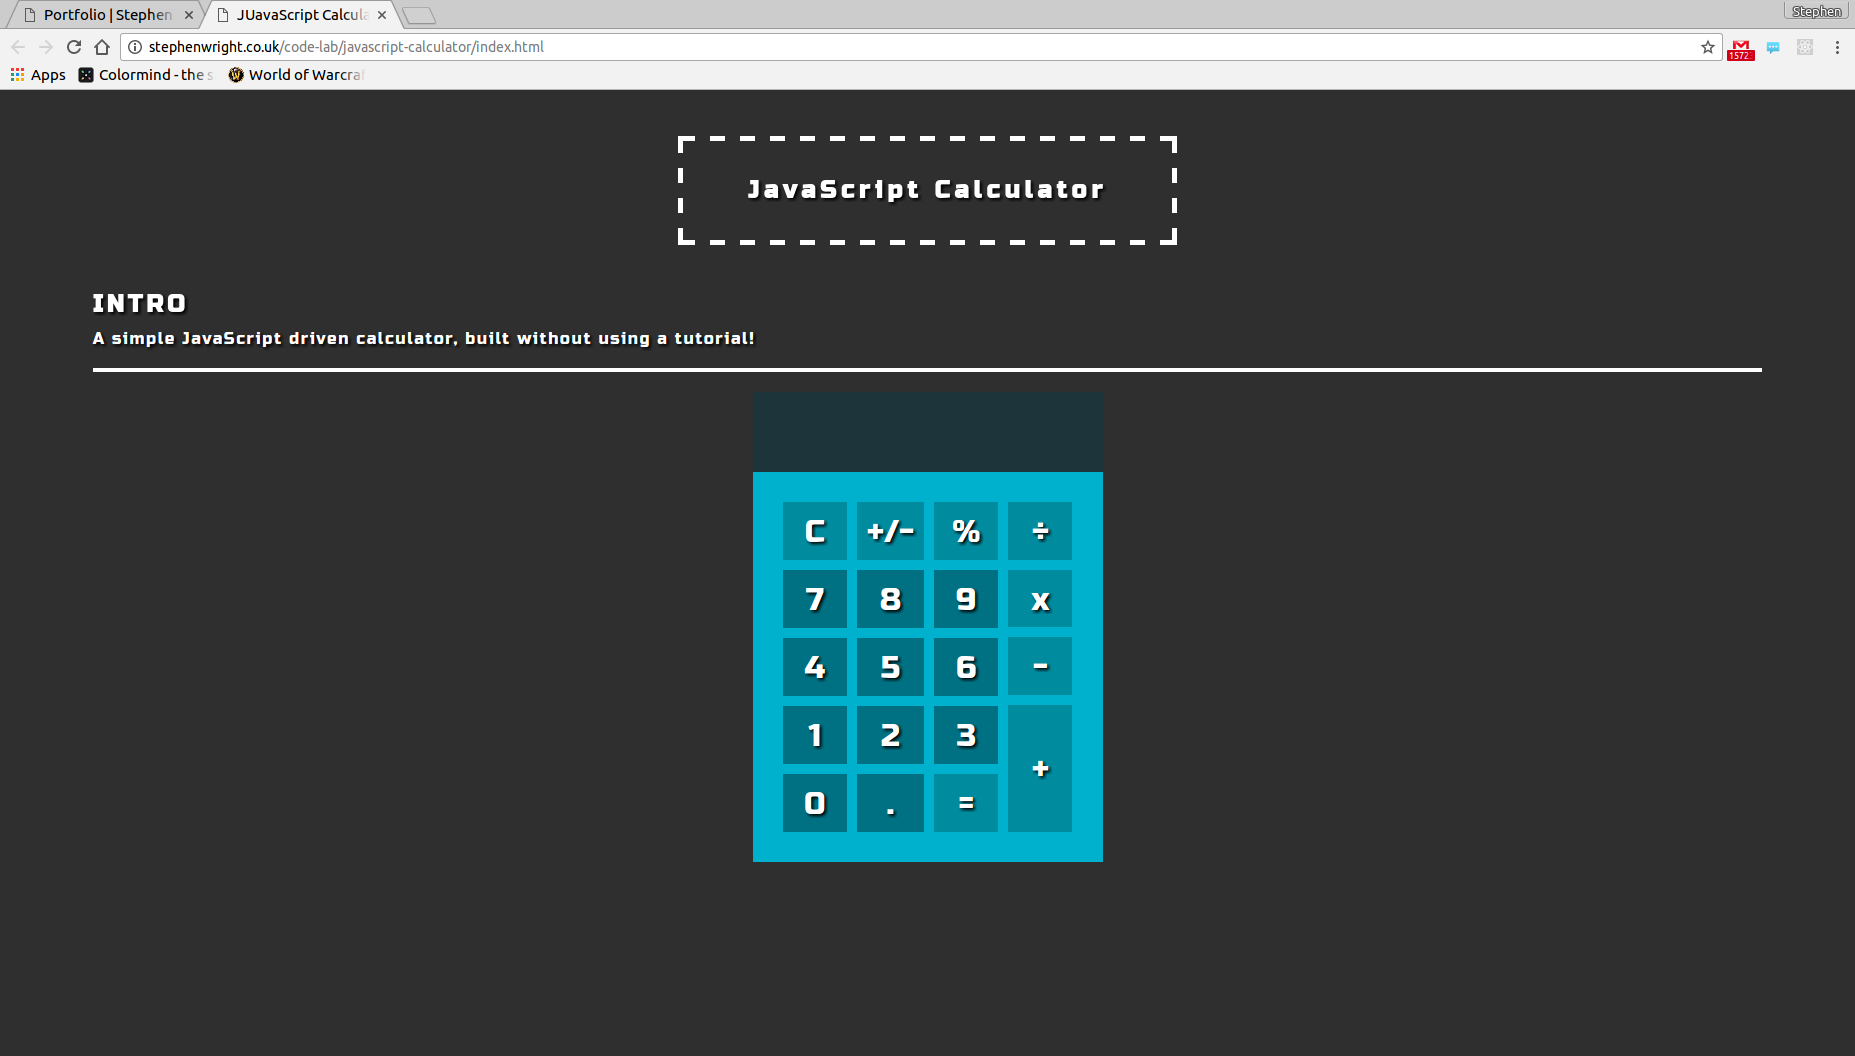 Portfolio | Stephen
JUavaScript Calcula
Stephen
stephenwright.co.uk/code-lab/javascript-calculator/index.html
1572
Apps
Colormind - the s
World of Warcraf
JavaScript Calculator
INTRO
A simple JavaScript driven calculator, built without using a tutorial!
C +/- % ÷
7 8 9 x
4 5 6 -
1 2 3 +
0 . =